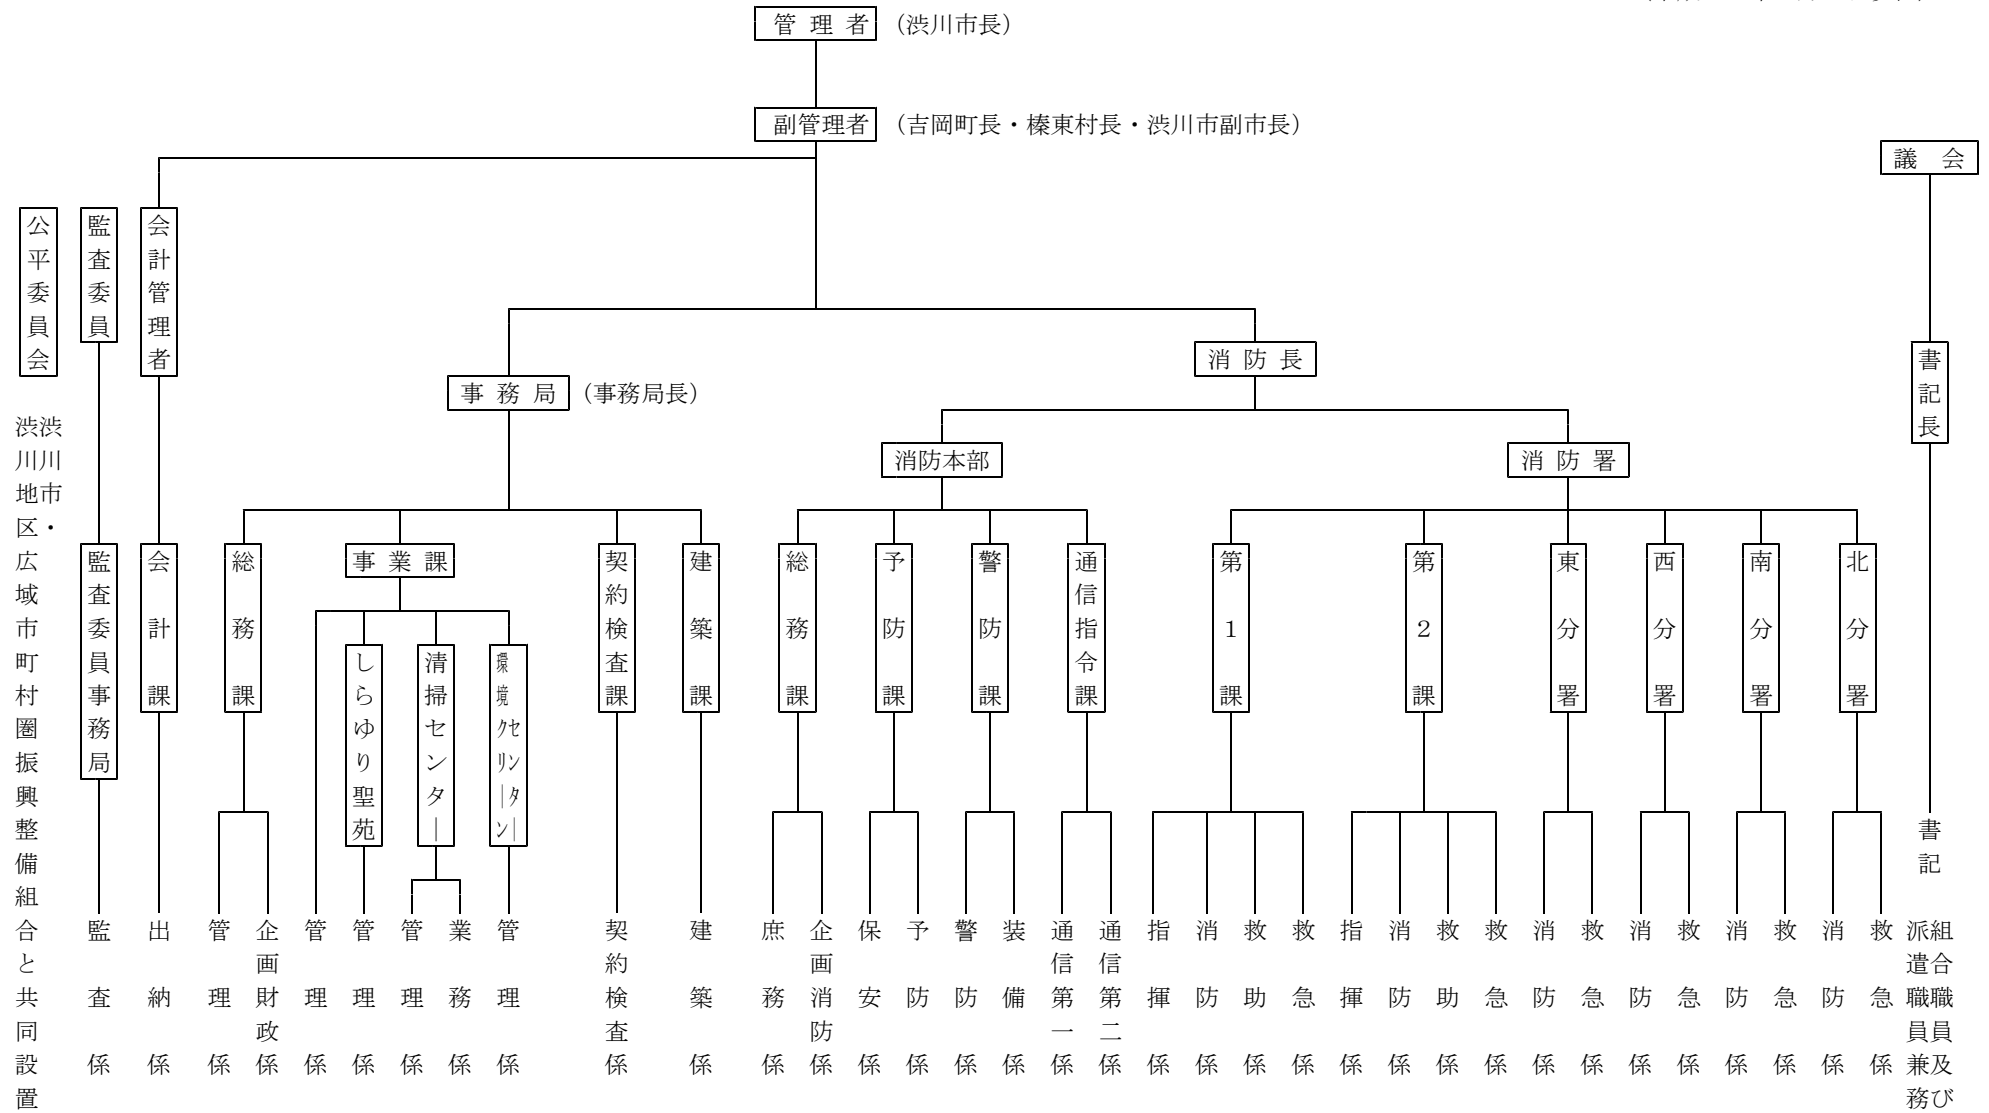 管理者 (渋川市長)
副管理者 (吉岡町長・榛東村長・渋川市副市長)
議会
公平委員会
監査委員
会計管理者
消防長
書記長
事務局 (事務局長)
消防本部
消防署
渋川市・
渋川地区広域市町村圏振興整備組合と共同設置
監査委員事務局
会計課
総務課
事業課
契約検査課
建築課
総務課
予防課
警防課
通信指令課
第1課
第2課
東分署
西分署
南分署
北分署
しらゆり聖苑
清掃センター
環境クリーンセンター
書記
監査係
出納係
管理係
企画財政係
管理係
管理係
管理係
業務係
管理係
契約検査係
建築係
庶務係
企画消防係
保安係
予防係
警防係
装備係
通信第一係
通信第二係
指揮係
消防係
救助係
救急係
指揮係
消防係
救助係
救急係
消防係
救急係
消防係
救急係
消防係
救急係
消防係
救急係
組合職員及び
派遣職員兼務